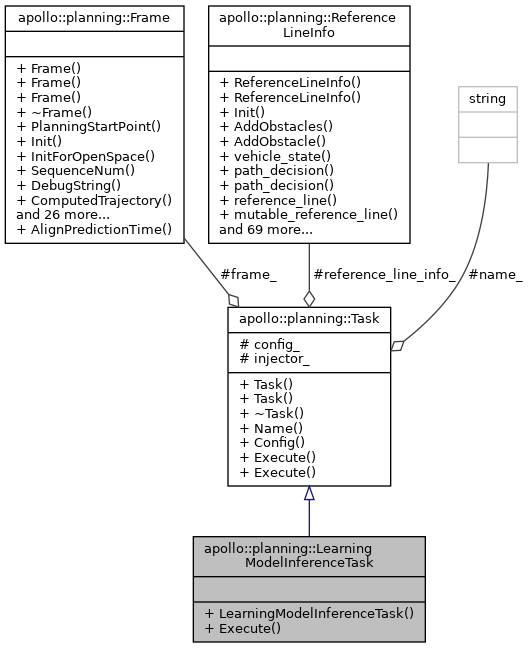 apollo::planning::Frame
+ Frame()
+ Frame()
+ Frame()
+ ~Frame()
+ PlanningStartPoint()
+ Init()
+ InitForOpenSpace()
+ SequenceNum()
+ DebugString()
+ ComputedTrajectory()
and 26 more...
+ AlignPredictionTime()
apollo::planning::Reference
LineInfo
+ ReferenceLineInfo()
+ ReferenceLineInfo()
+ Init()
+ AddObstacles()
+ AddObstacle()
+ vehicle_state()
+ path_decision()
+ path_decision()
+ reference_line()
+ mutable_reference_line()
and 69 more...
string
#frame_
#reference_line_info_
#name_
apollo::planning::Task
# config_
# injector_
+ Task()
+ Task()
+ ~Task()
+ Name()
+ Config()
+ Execute()
+ Execute()
apollo::planning::Learning
ModelInferenceTask
+ LearningModelInferenceTask()
+ Execute()